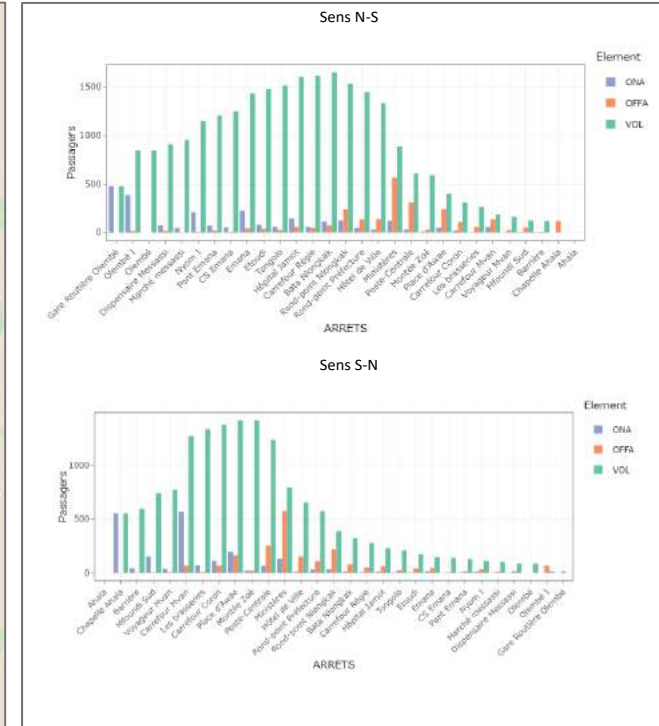 Sens N-S
Element
ONA
OFFA
VOL
Passagers
1500
1000
500
0
Gare Routière Olembé
Olembé I
Olembé
Dispensaire Messassi
Marché messassi
Nyom 1
Pont Emana
CS Emana
Emana
Etoudi
Tongolo
Hôpital Jamot
Carrefour Régie
Bata Nlongkak
Rond-point Nlongkak
Rond-point Préfecture
Hôtel de Ville
Ministères
Poste-Centrale
Montée Zoé
Place d'Awae
Carrefour Coron
Les brasseries
Carrefour Mvan
Voyageur Mvan
Mfoundi Sud
Barrière
Chapelle Ahala
Ahala
ARRETS
Sens S-N
Element
ONA
OFFA
VOL
Passagers
1000
500
0
Ahala
Chapelle Ahala
Barrière
Mfoundi Sud
Voyageur Mvan
Carrefour Mvan
Les brasseries
Carrefour Coron
Place d'Awae
Montée Zoé
Poste-Centrale
Ministères
Hôtel de Ville
Rond-point Préfecture
Rond-point Nlongkak
Bata Nlongkak
Carrefour Régie
Hôpital Jamot
Tongolo
Etoudi
Emana
CS Emana
Pont Emana
Nyom 1
Marché messassi
Dispensaire Messassi
Olembé
Olembé I
Gare Routière Olembé
ARRETS